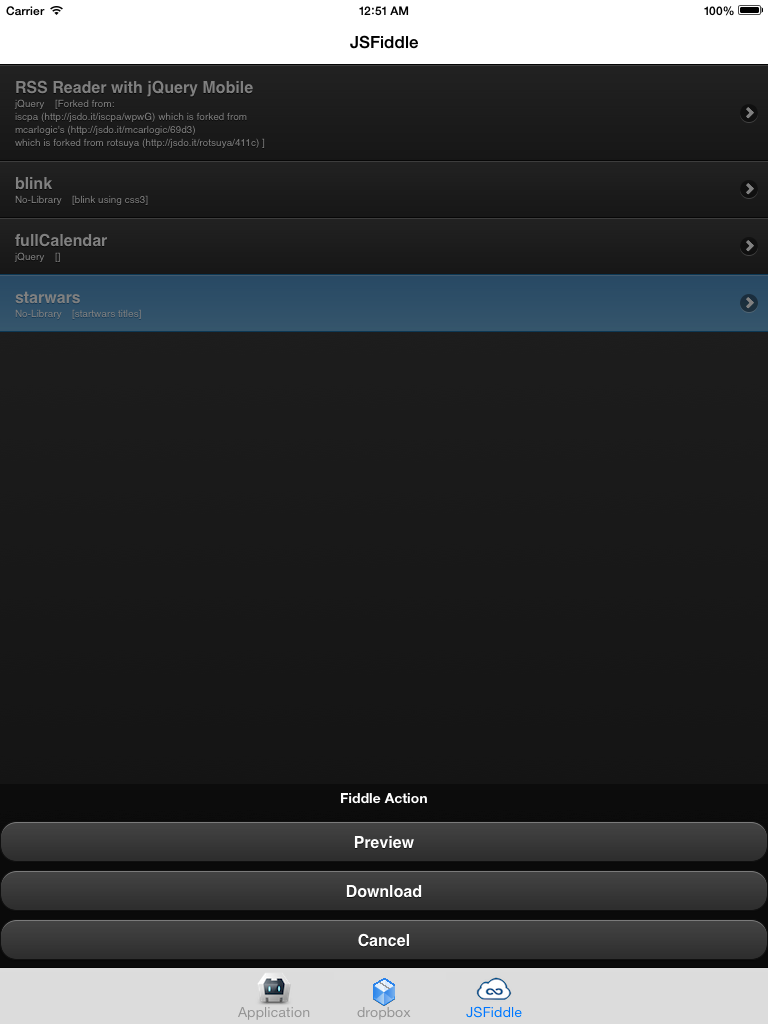 Carrier 12:51 AM 100%
JSFiddle
RSS Reader with jQuery Mobile
jQuery [Forked from:
iscpa (http://jsdo.it/iscpa/wpwG) which is forked from
mcarlogic's (http://jsdo.it/mcarlogic/69d3)
which is forked from rotsuya (http://jsdo.it/rotsuya/411c) ]
blink
No-Library [blink using css3]
fullCalendar
jQuery []
starwars
No-Library [startwars titles]
Fiddle Action
Preview
Download
Cancel
Application dropbox JSFiddle